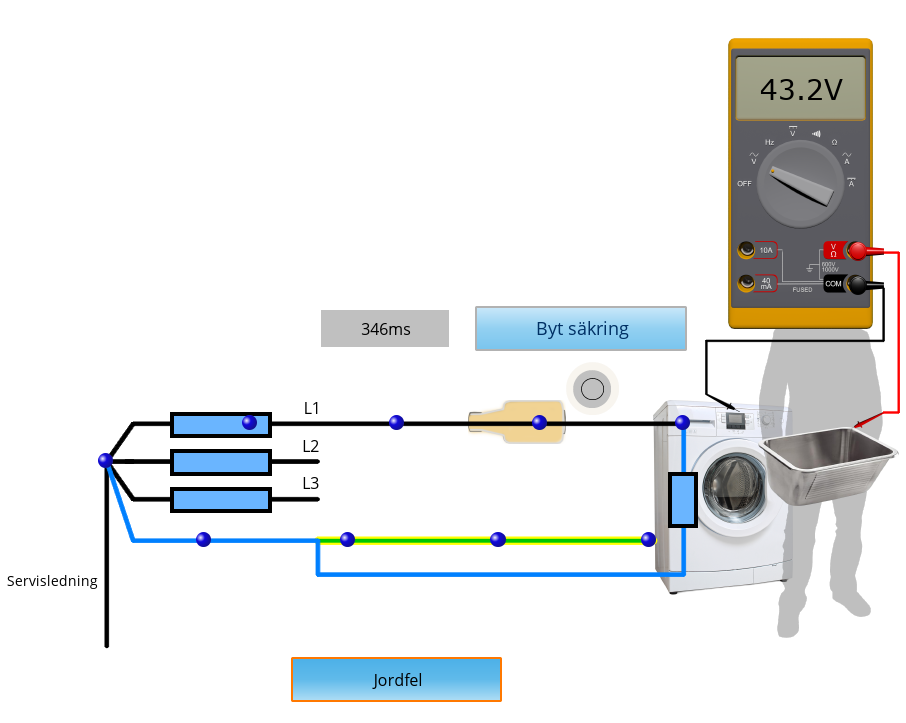 43.2V
V
Hz
Ω
V
A
OFF
A
10A
V
Ω
600V
1000V
40
mA
COM
FUSED
346ms
Byt säkring
L1
L2
L3
Servisledning
Jordfel